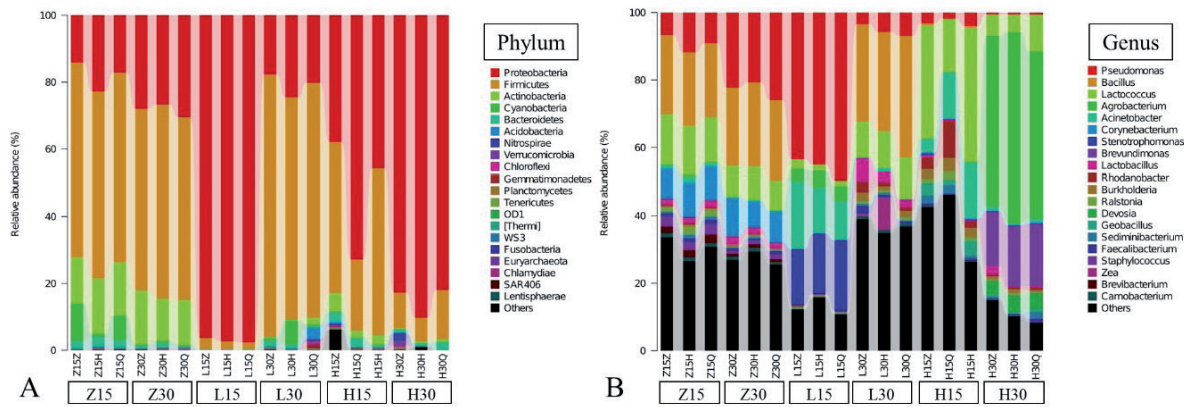 Phylum
Relative abundance (%)
100
80
60
40
20
0
Z15Z
Z15H
Z15Q
Z30Z
Z30H
Z30Q
L15Z
L15H
L15Q
L30Z
L30H
L30Q
H15Z
H15H
H15H
H30Z
H30H
H30Q
Z15
Z30
L15
L30
H15
H30
Proteobacteria
Firmicutes
Actinobacteria
Cyanobacteria
Bacteroidetes
Acidobacteria
Nitrospirae
Verrucomicrobia
Chloroflexi
Gemmatimonadetes
Planctomycetes
Tenericutes
OD1
[Thermi]
WS3
Fusobacteria
Euryarchaeota
Chlamydiae
SAR406
Lentisphaerae
Others
A
Genus
Relative abundance (%)
100
80
60
40
20
0
Z15Z
Z15H
Z15Q
Z30Z
Z30H
Z30Q
L15Z
L15H
L15Q
L30Z
L30H
L30Q
H15Z
H15H
H15H
H30Z
H30H
H30Q
Z15
Z30
L15
L30
H15
H30
Pseudomonas
Bacillus
Lactococcus
Agrobacterium
Acinetobacter
Corynebacterium
Stenotrophomonas
Brevundimonas
Lactobacillus
Rhodanobacter
Burkholderia
Ralstonia
Devosia
Geobacillus
Sediminibacterium
Faecalibacterium
Staphylococcus
Zea
Brevibacterium
Carnobacterium
Others
B